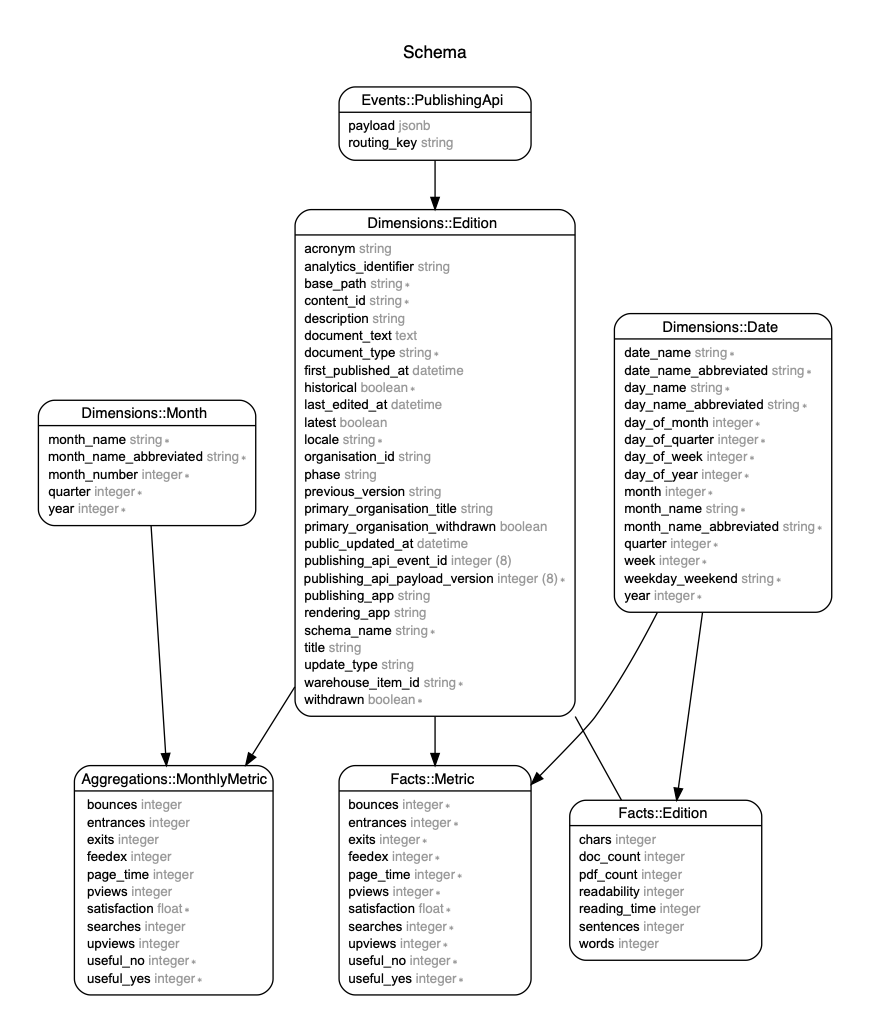 Schema
Events::PublishingApi
payload jsonb
routing_key string
Dimensions::Edition
acronym string
analytics_identifier string
base_path string *
content_id string *
description string
document_text text
document_type string *
first_published_at datetime
historical boolean *
last_edited_at datetime
latest boolean
locale string *
organisation_id string
phase string
previous_version string
primary_organisation_title string
primary_organisation_withdrawn boolean
public_updated_at datetime
publishing_api_event_id integer (8)
publishing_api_payload_version integer (8) *
publishing_app string
rendering_app string
schema_name string *
title string
update_type string
warehouse_item_id string *
withdrawn boolean *
Dimensions::Date
date_name string *
date_name_abbreviated string *
day_name string *
day_name_abbreviated string *
day_of_month integer *
day_of_quarter integer *
day_of_week integer *
day_of_year integer *
month integer *
month_name string *
month_name_abbreviated string *
quarter integer *
week integer *
weekday_weekend string *
year integer *
Dimensions::Month
month_name string *
month_name_abbreviated string *
month_number integer *
quarter integer *
year integer *
Aggregations::MonthlyMetric
bounces integer
entrances integer
exits integer
feedex integer
page_time integer
pviews integer
satisfaction float *
searches integer
upviews integer
useful_no integer *
useful_yes integer *
Facts::Metric
bounces integer *
entrances integer *
exits integer *
feedex integer *
page_time integer *
pviews integer *
satisfaction float *
searches integer *
upviews integer *
useful_no integer *
useful_yes integer *
Facts::Edition
chars integer
doc_count integer
pdf_count integer
readability integer
reading_time integer
sentences integer
words integer